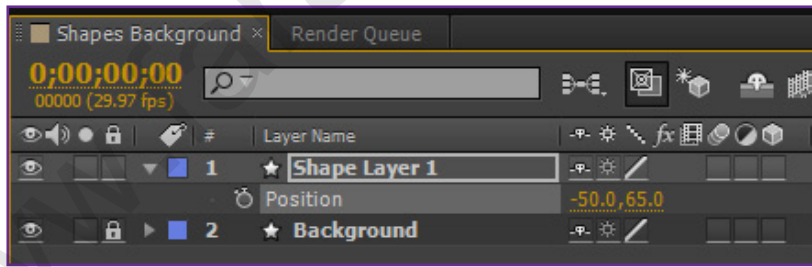 Shapes Background × Render Queue
0;00;00;00
00000 (29.97 fps)
# Layer Name fx
1 Shape Layer 1
Position -50.0,65.0
2 Background